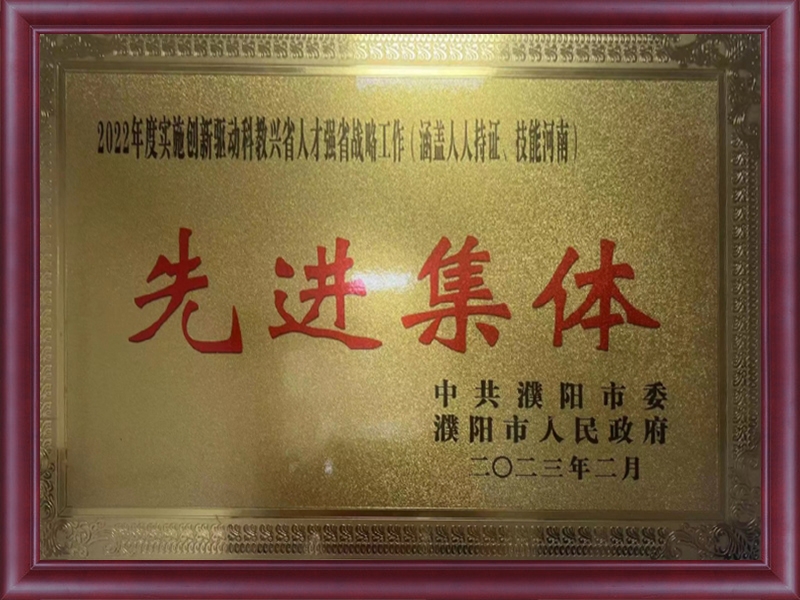 2022年度实施创新驱动科教兴省人才强省战略工作（涵盖人人持证、技能河南）
先进集体
中共濮阳市委
濮阳市人民政府
二〇二三年二月